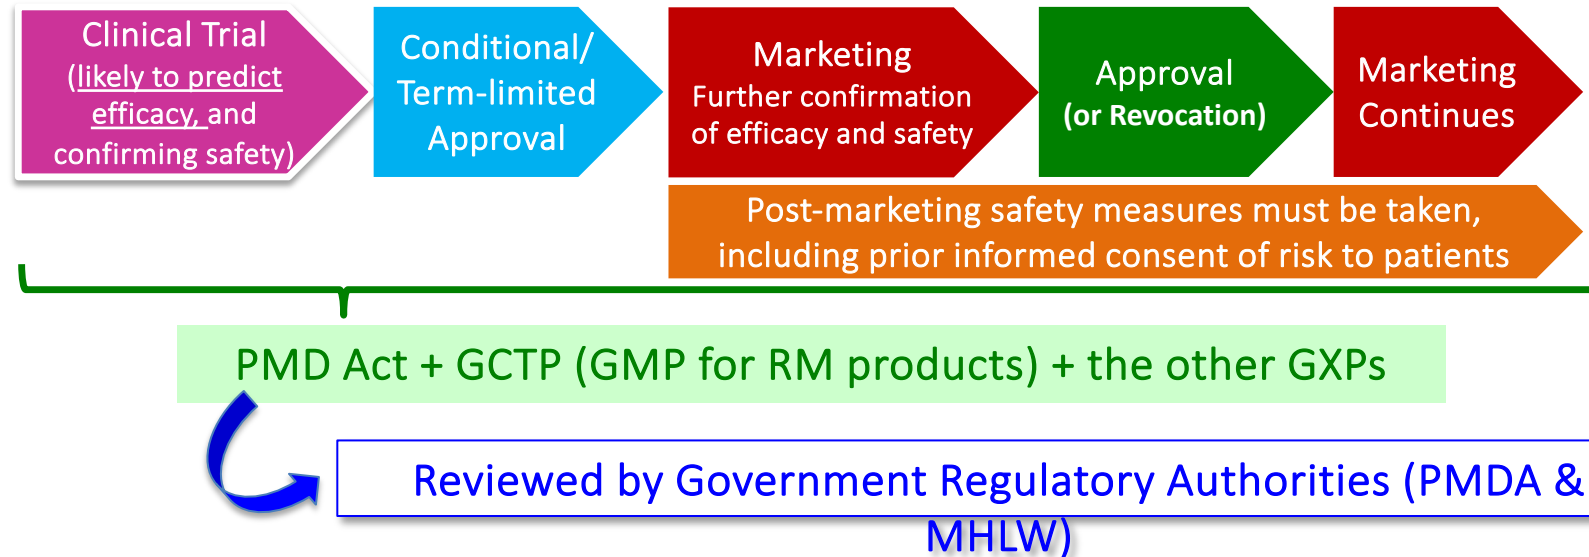 Clinical Trial
(likely to predict
efficacy, and
confirming safety)
Conditional/
Term-limited
Approval
Marketing
Further confirmation
of efficacy and safety
Approval
(or Revocation)
Marketing
Continues
Post-marketing safety measures must be taken,
including prior informed consent of risk to patients
PMD Act + GCTP (GMP for RM products) + the other GXPs
Reviewed by Government Regulatory Authorities (PMDA &
MHLW)